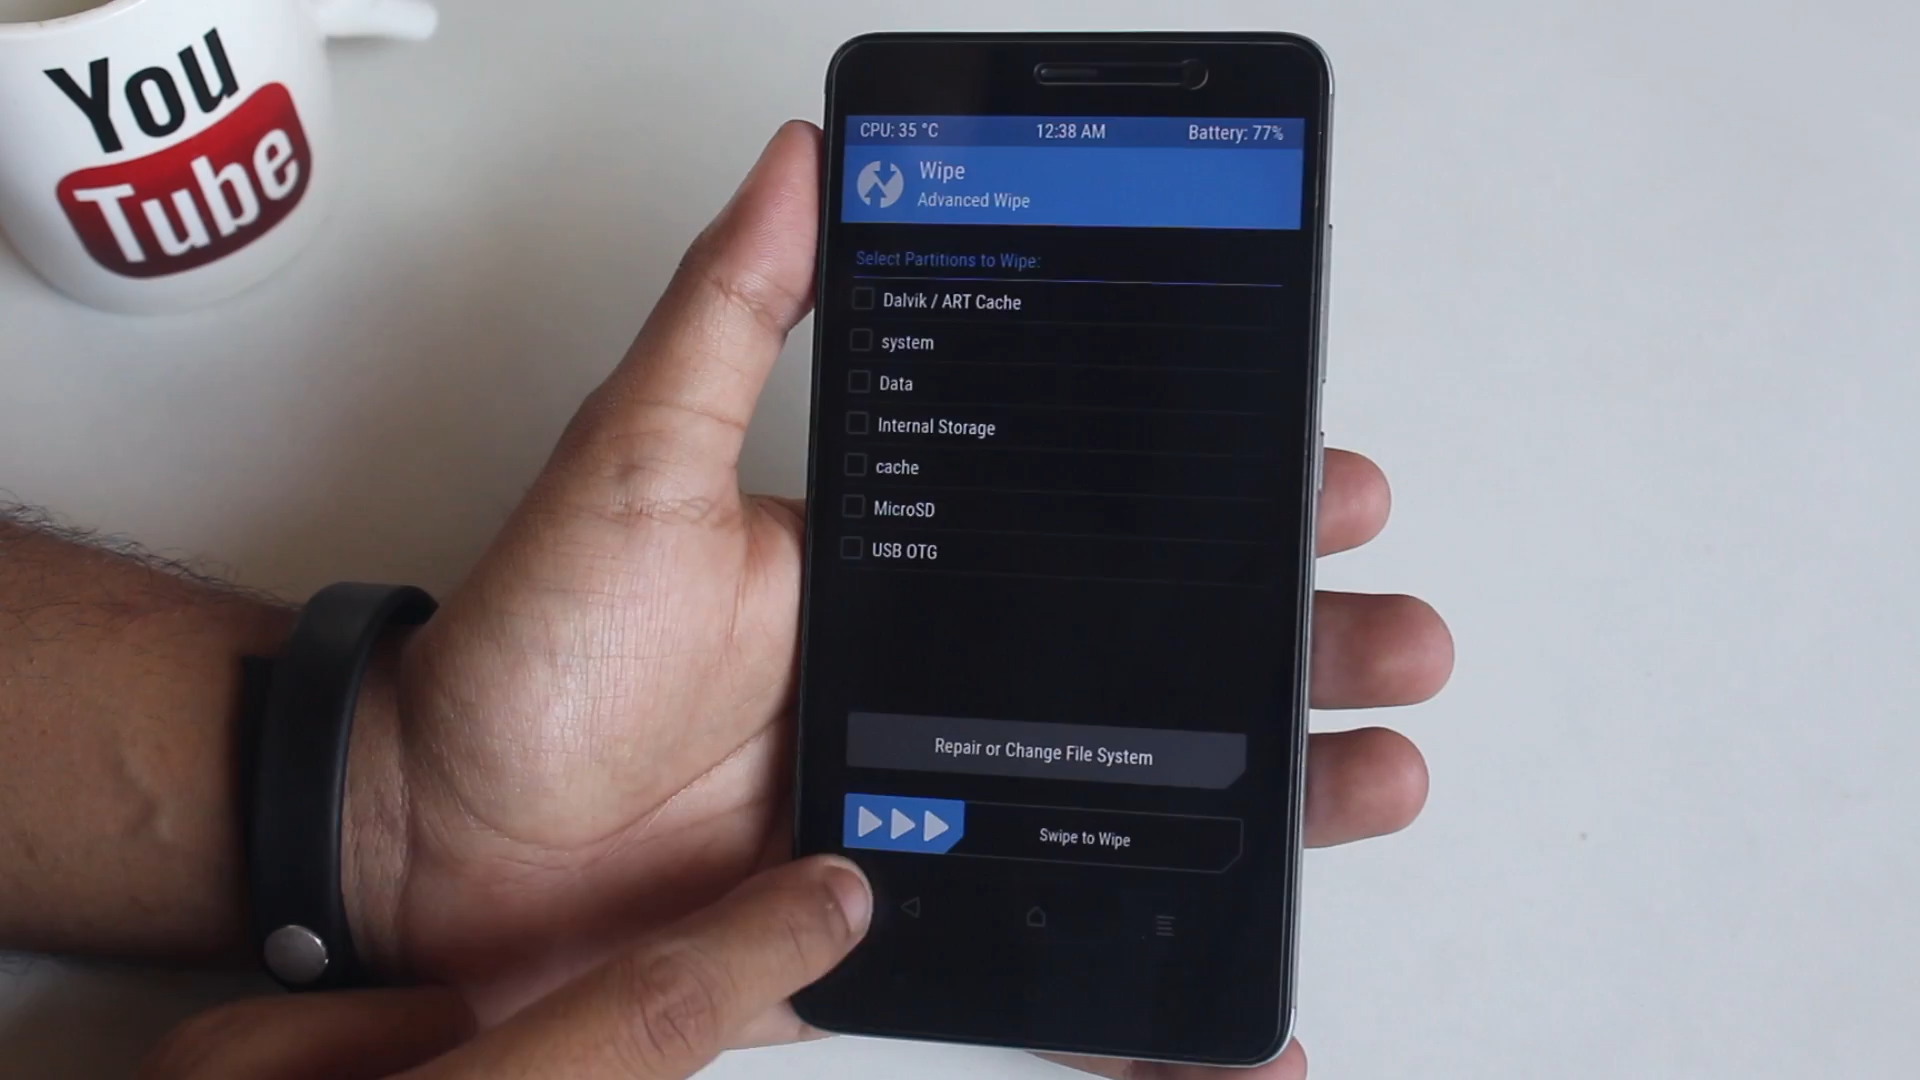 You
Tube
CPU: 35 °C 12:38 AM Battery: 77%
Wipe
Advanced Wipe
Select Partitions to Wipe:
Dalvik / ART Cache
system
Data
Internal Storage
cache
MicroSD
USB OTG
Repair or Change File System
Swipe to Wipe